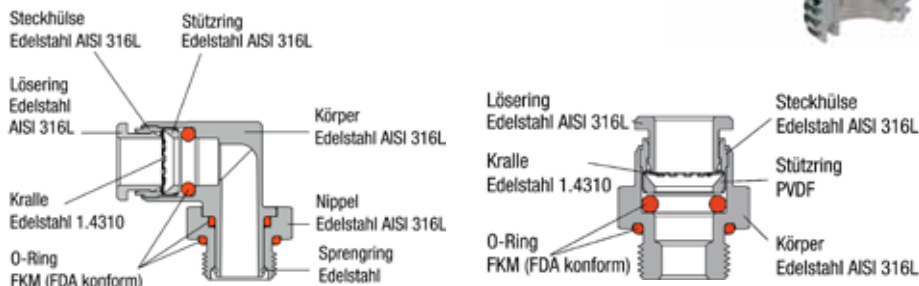 Steckhülse
Edelstahl AISI 316L
Stützring
Edelstahl AISI 316L
Lösering
Edelstahl
AISI 316L
Körper
Edelstahl AISI 316L
Kralle
Edelstahl 1.4310
Nippel
Edelstahl AISI 316L
O-Ring
FKM (FDA konform)
Sprengring
Edelstahl
Lösering
Edelstahl AISI 316L
Steckhülse
Edelstahl AISI 316L
Kralle
Edelstahl 1.4310
Stützring
PVDF
O-Ring
FKM (FDA konform)
Körper
Edelstahl AISI 316L